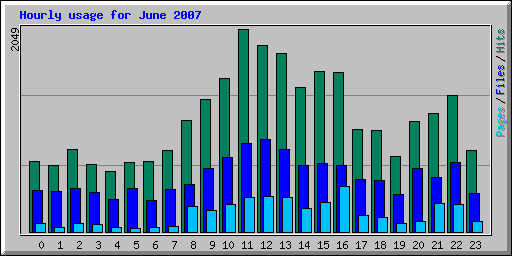 Hourly usage for June 2007
2049
Pages / Files / Hits
0 1 2 3 4 5 6 7 8 9 10 11 12 13 14 15 16 17 18 19 20 21 22 23